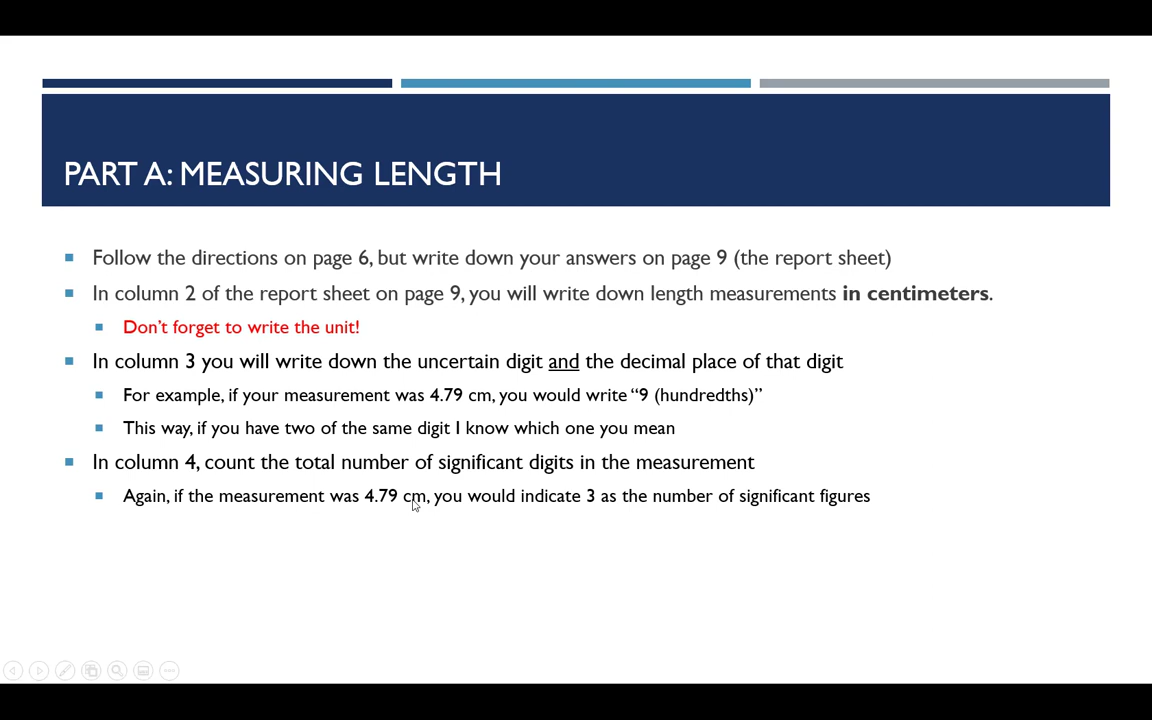 PART A: MEASURING LENGTH
Follow the directions on page 6, but write down your answers on page 9 (the report sheet)
In column 2 of the report sheet on page 9, you will write down length measurements in centimeters.
Don't forget to write the unit!
In column 3 you will write down the uncertain digit and the decimal place of that digit
For example, if your measurement was 4.79 cm, you would write “9 (hundredths)”
This way, if you have two of the same digit I know which one you mean
In column 4, count the total number of significant digits in the measurement
Again, if the measurement was 4.79 cm, you would indicate 3 as the number of significant figures